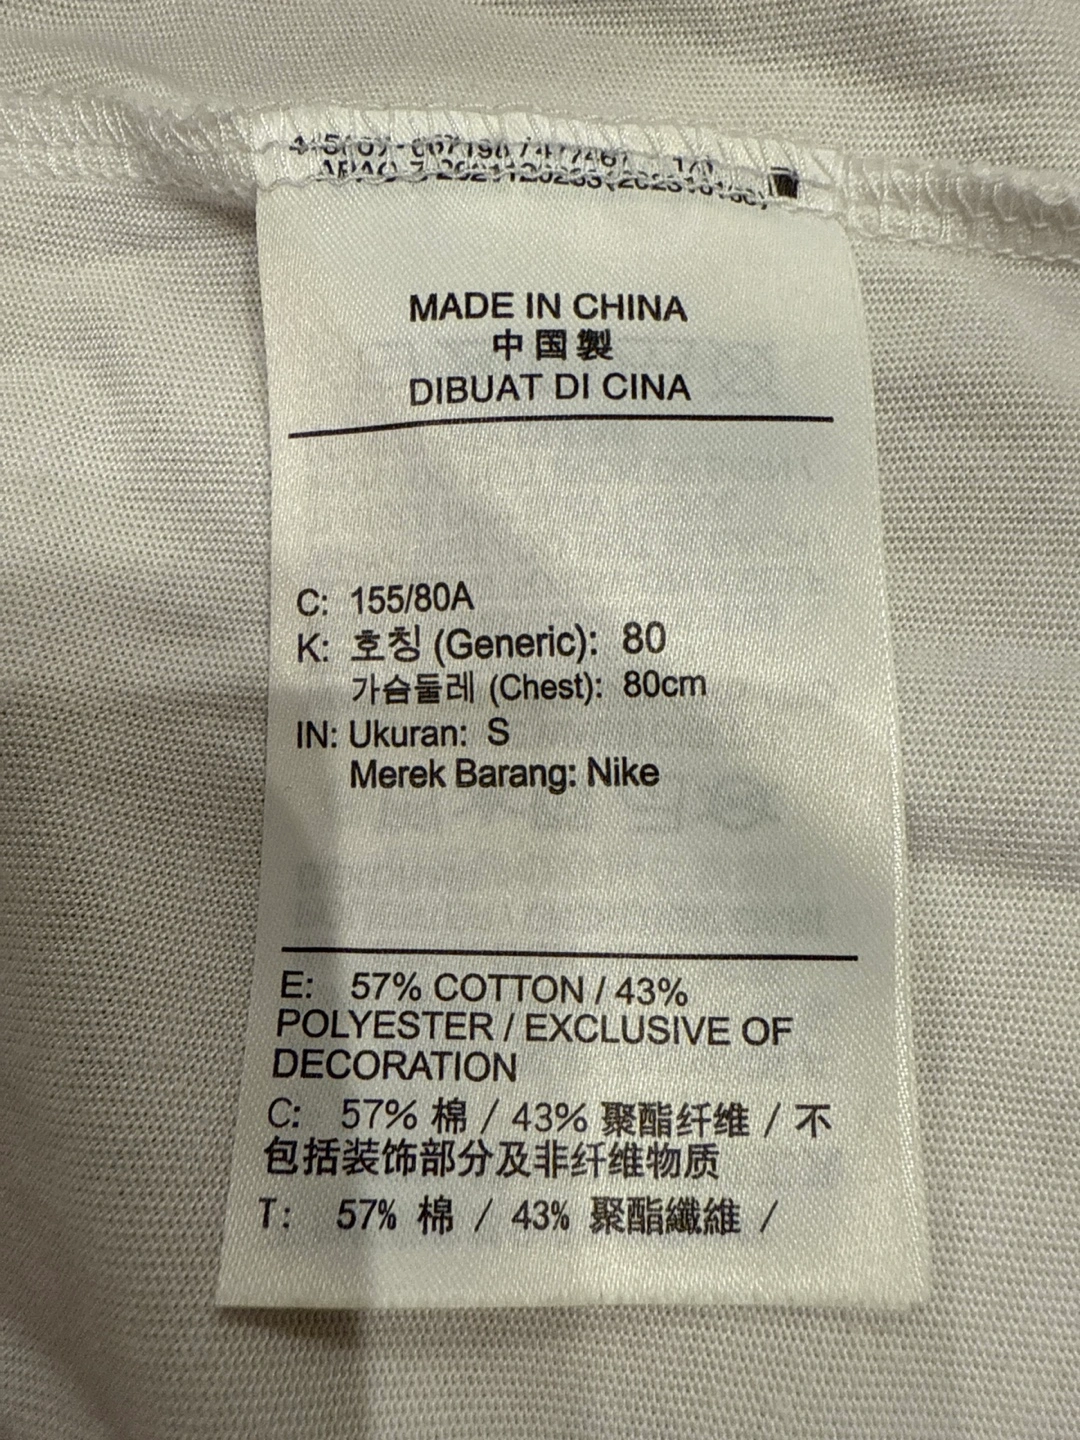 MADE IN CHINA
中国製
DIBUAT DI CINA
C: 155/80A
K: 호칭 (Generic): 80
가슴둘레 (Chest): 80cm
IN: Ukuran: S
Merek Barang: Nike
E: 57% COTTON / 43%
POLYESTER / EXCLUSIVE OF
DECORATION
C: 57% 棉 / 43% 聚酯纤维 / 不
包括装饰部分及非纤维物质
T: 57% 棉 / 43% 聚酯纖維 /